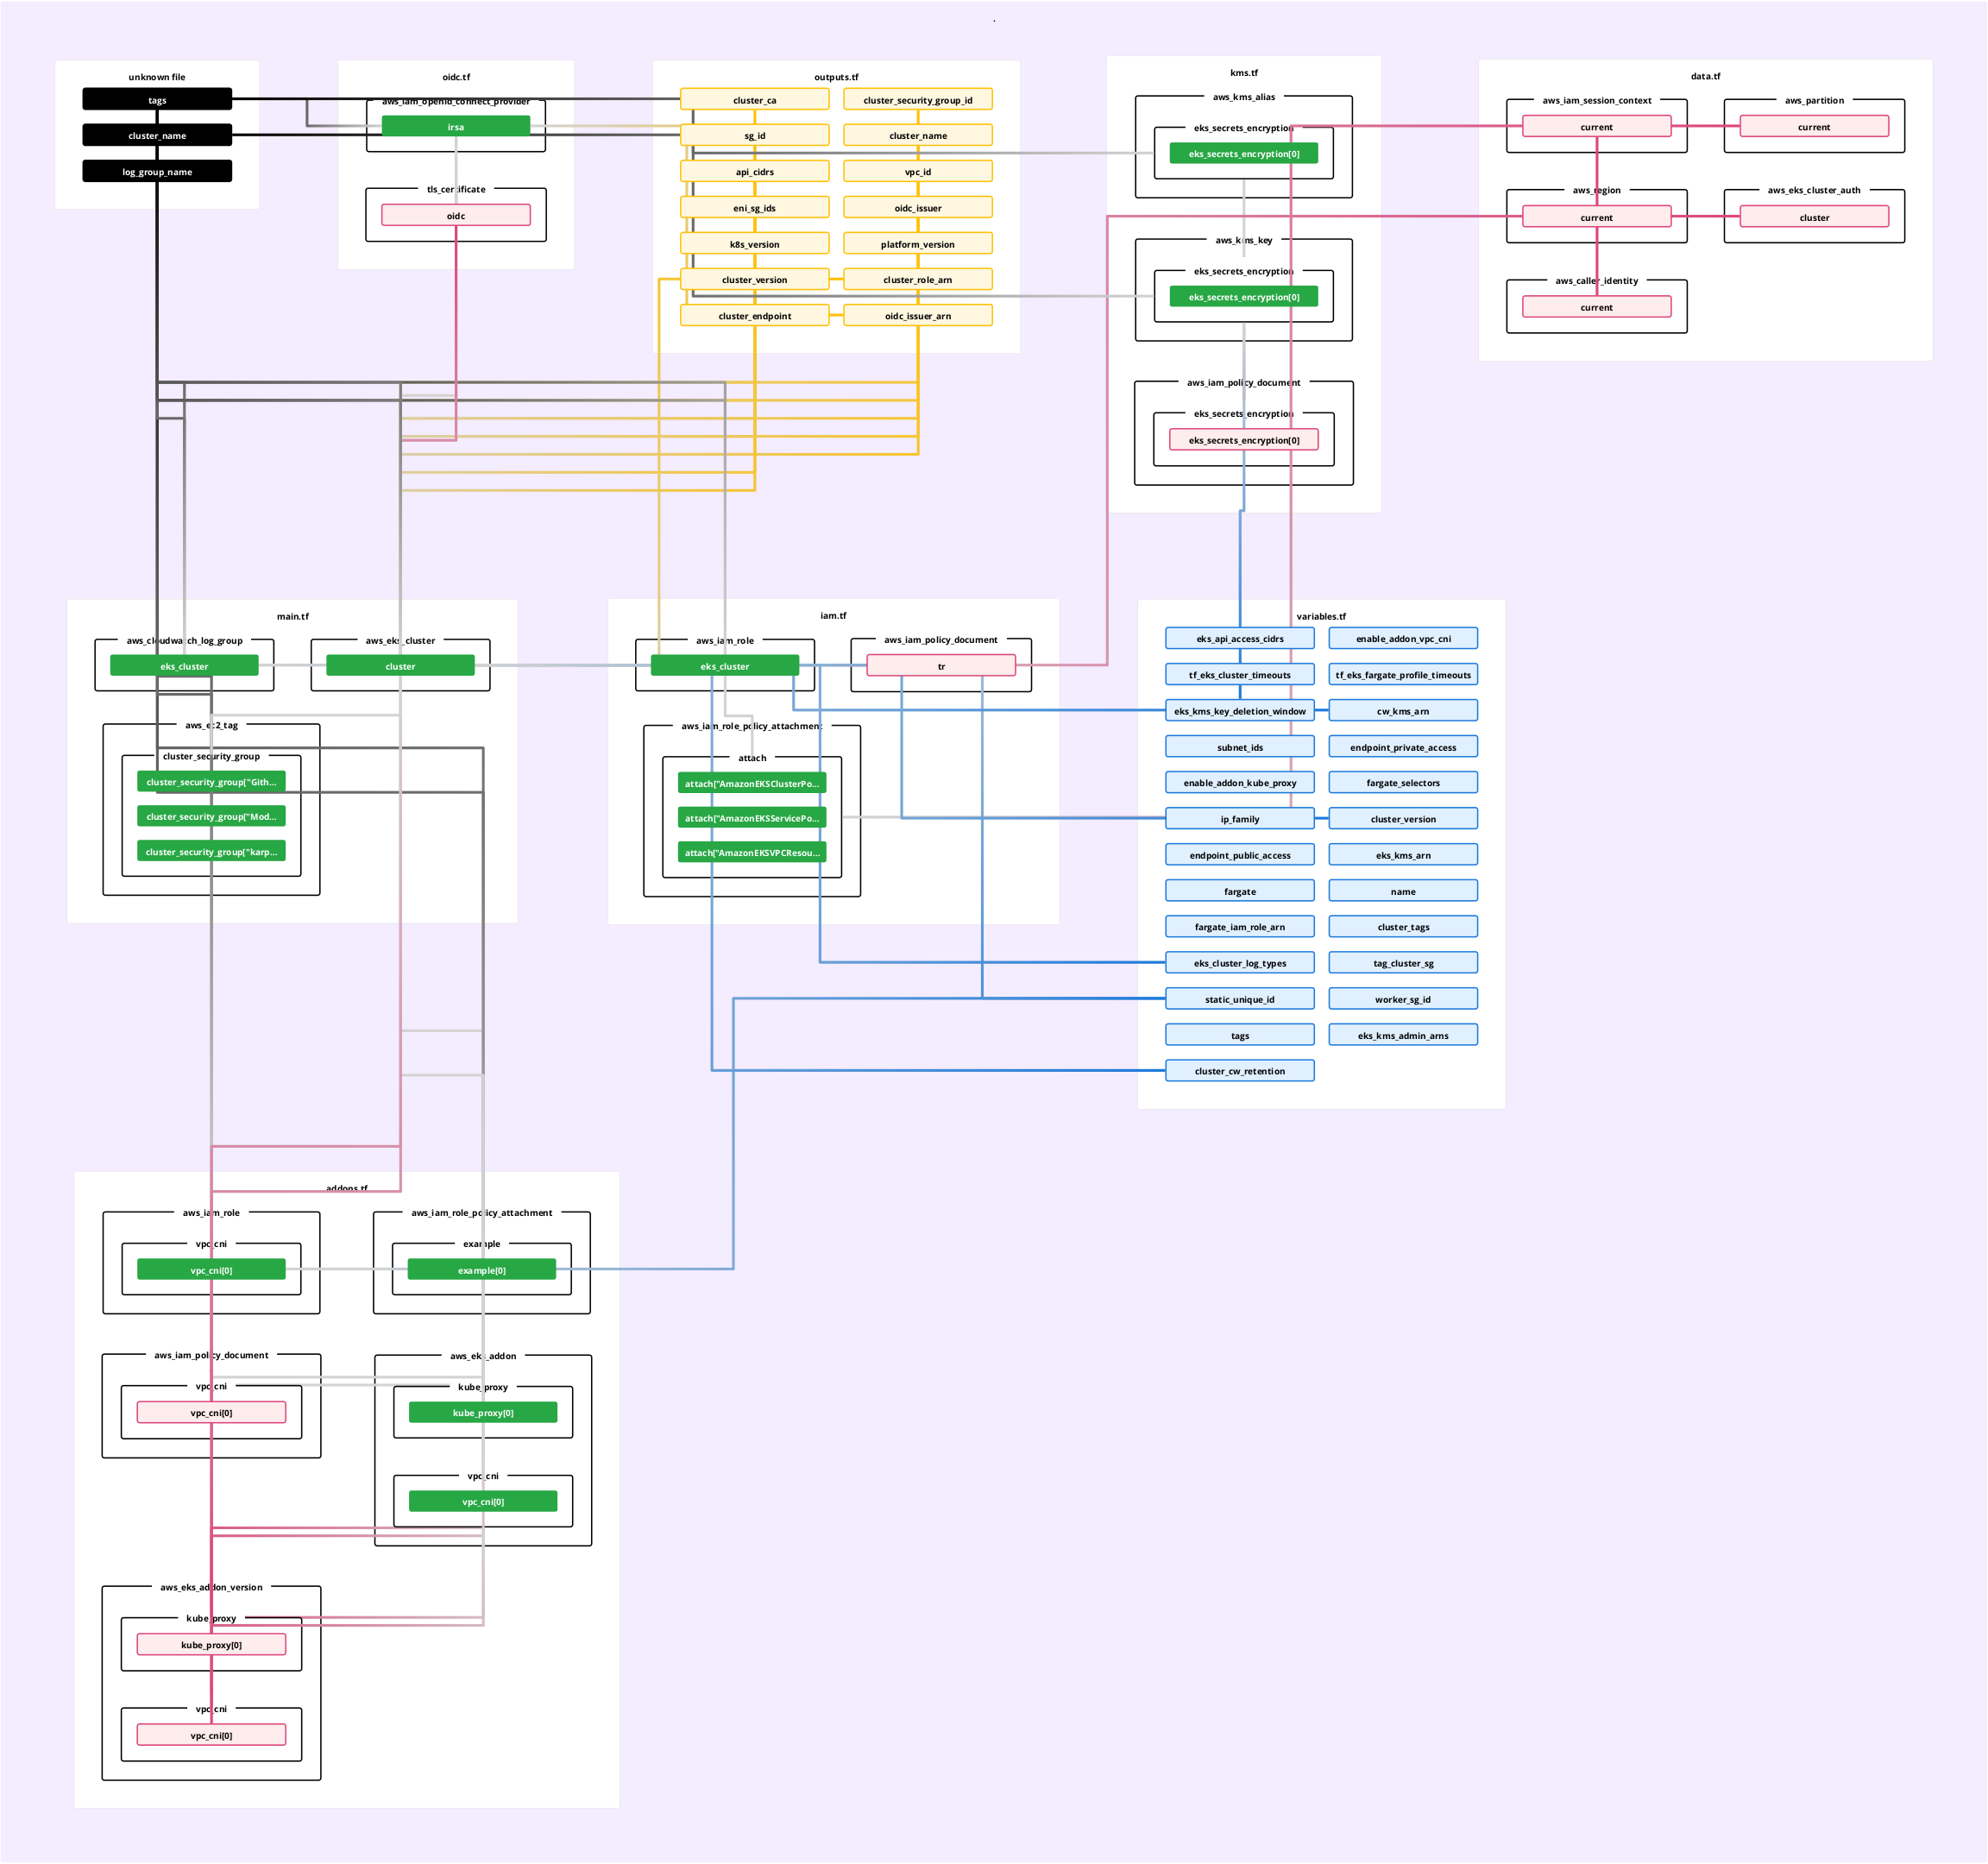 .
unknown file
tags
cluster_name
log_group_name
oidc.tf
aws_iam_openid_connect_provider
irsa
tls_certificate
oidc
outputs.tf
cluster_ca
cluster_security_group_id
sg_id
cluster_name
api_cidrs
vpc_id
eni_sg_ids
oidc_issuer
k8s_version
platform_version
cluster_version
cluster_role_arn
cluster_endpoint
oidc_issuer_arn
kms.tf
aws_kms_alias
eks_secrets_encryption
eks_secrets_encryption[0]
aws_kms_key
eks_secrets_encryption
eks_secrets_encryption[0]
aws_iam_policy_document
eks_secrets_encryption
eks_secrets_encryption[0]
data.tf
aws_iam_session_context
current
aws_partition
current
aws_region
current
aws_eks_cluster_auth
cluster
aws_caller_identity
current
main.tf
aws_cloudwatch_log_group
eks_cluster
aws_eks_cluster
cluster
aws_ec2_tag
cluster_security_group
cluster_security_group["Gith...
cluster_security_group["Mod...
cluster_security_group["karp...
iam.tf
aws_iam_role
eks_cluster
aws_iam_policy_document
tr
aws_iam_role_policy_attachment
attach
attach["AmazonEKSClusterPo...
attach["AmazonEKSServicePo...
attach["AmazonEKSVPCResou...
variables.tf
eks_api_access_cidrs
enable_addon_vpc_cni
tf_eks_cluster_timeouts
tf_eks_fargate_profile_timeouts
eks_kms_key_deletion_window
cw_kms_arn
subnet_ids
endpoint_private_access
enable_addon_kube_proxy
fargate_selectors
ip_family
cluster_version
endpoint_public_access
eks_kms_arn
fargate
name
fargate_iam_role_arn
cluster_tags
eks_cluster_log_types
tag_cluster_sg
static_unique_id
worker_sg_id
tags
eks_kms_admin_arns
cluster_cw_retention
addons.tf
aws_iam_role
vpc_cni
vpc_cni[0]
aws_iam_role_policy_attachment
example
example[0]
aws_iam_policy_document
vpc_cni
vpc_cni[0]
aws_eks_addon
kube_proxy
kube_proxy[0]
vpc_cni
vpc_cni[0]
aws_eks_addon_version
kube_proxy
kube_proxy[0]
vpc_cni
vpc_cni[0]